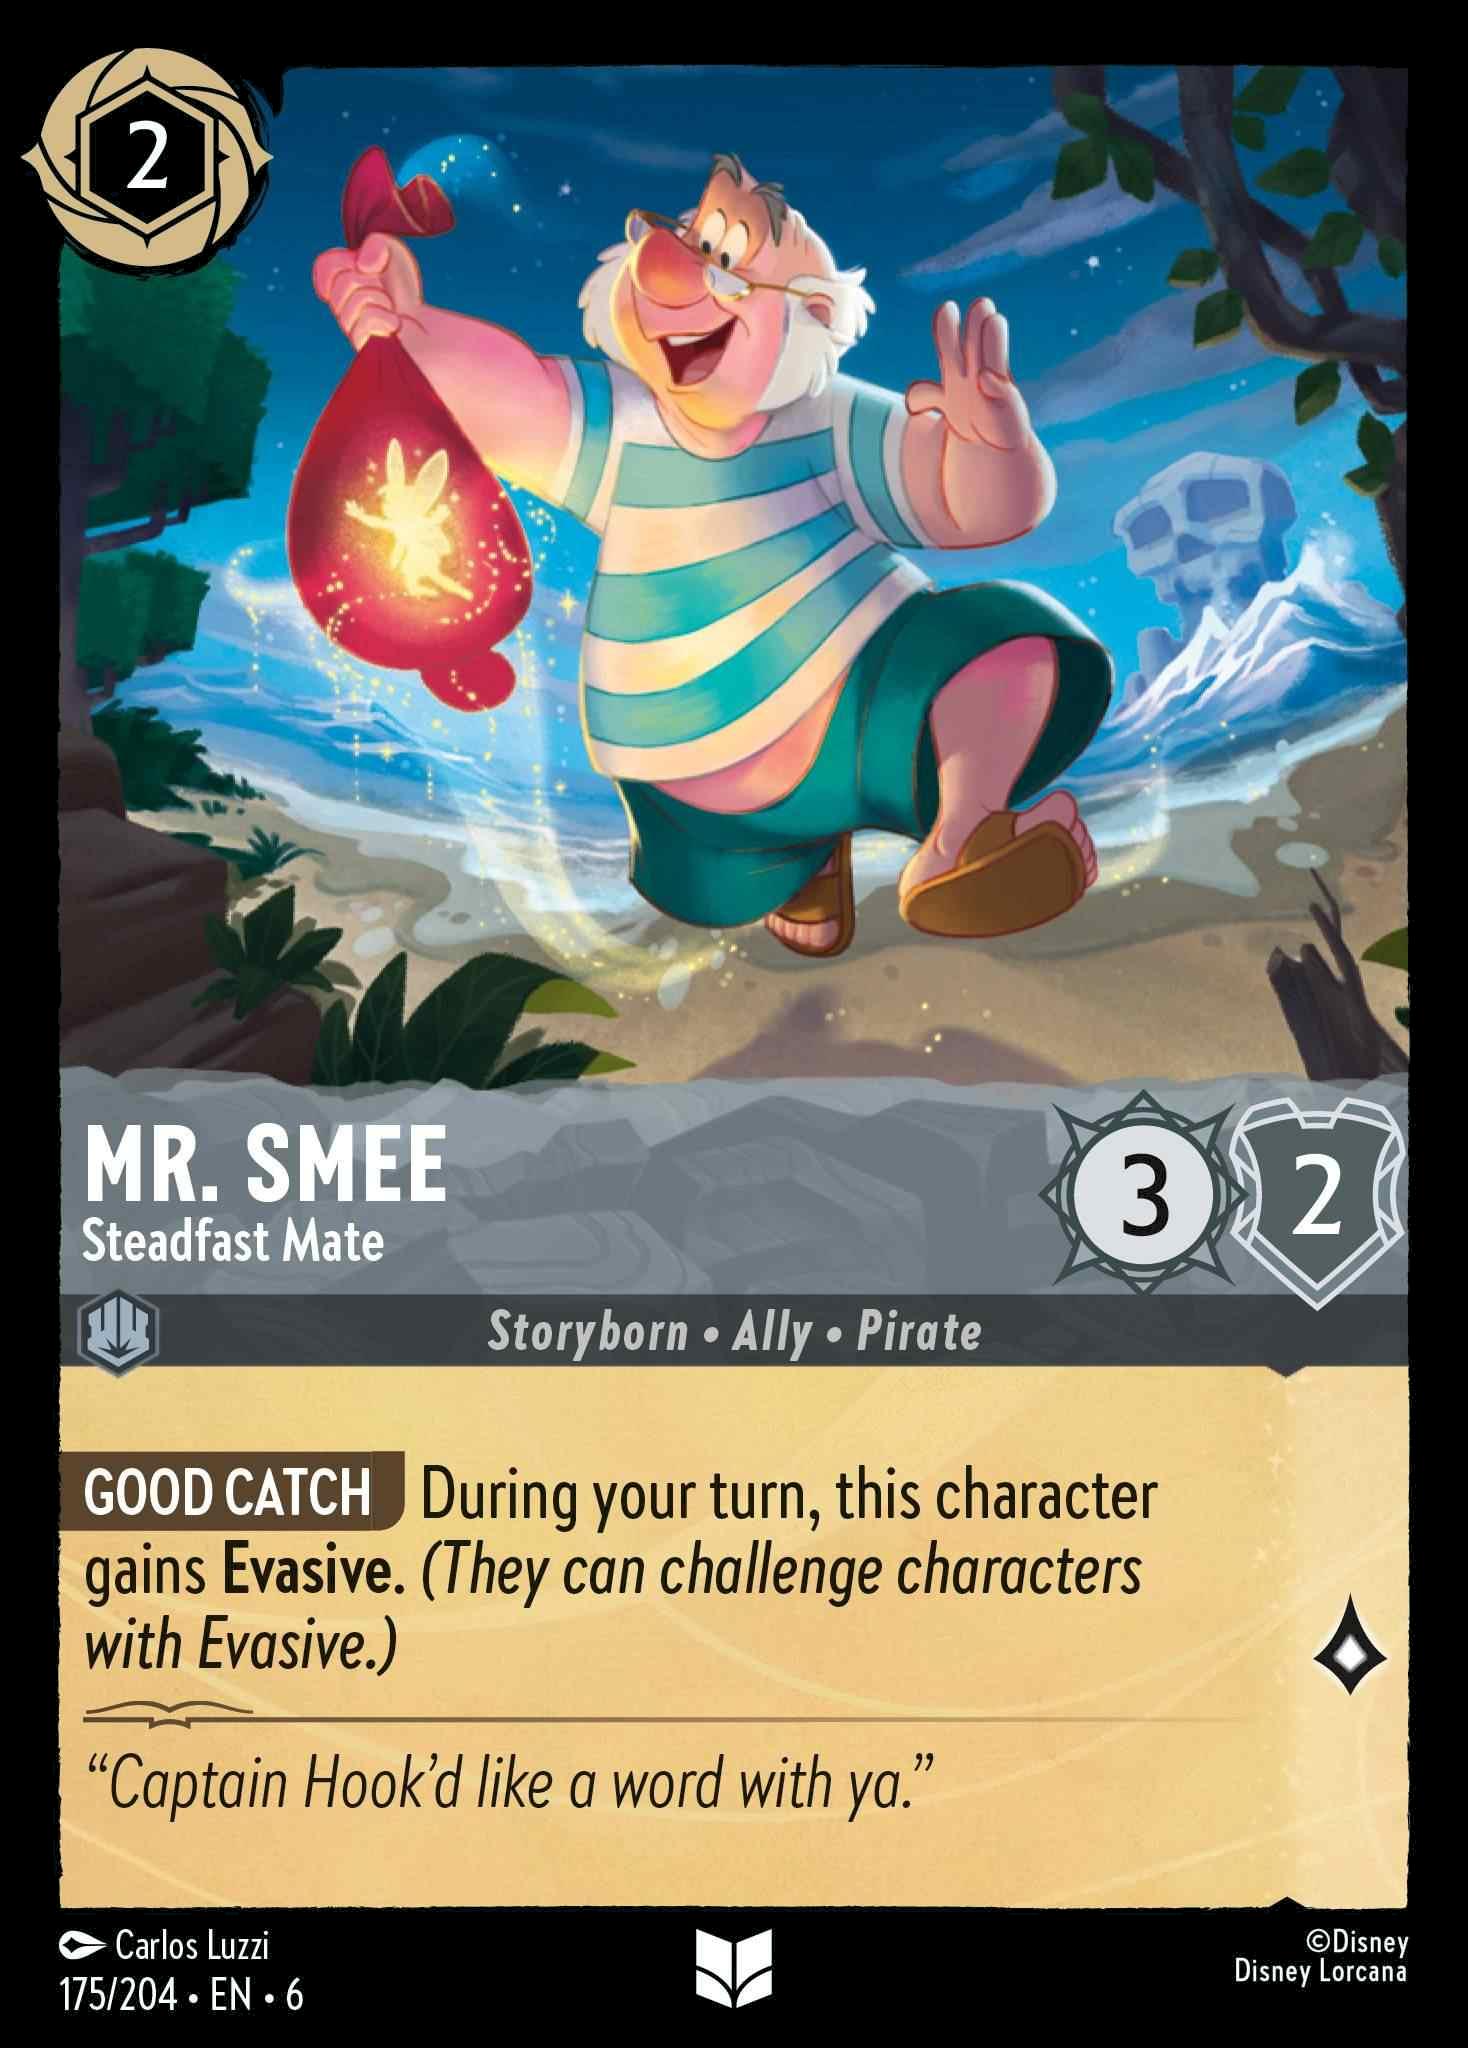 2
MR. SMEE
Steadfast Mate
3
2
Storyborn • Ally • Pirate
GOOD CATCH During your turn, this character
gains Evasive. (They can challenge characters
with Evasive.)
“Captain Hook’d like a word with ya.”
Carlos Luzzi
175/204 • EN • 6
©Disney
Disney Lorcana